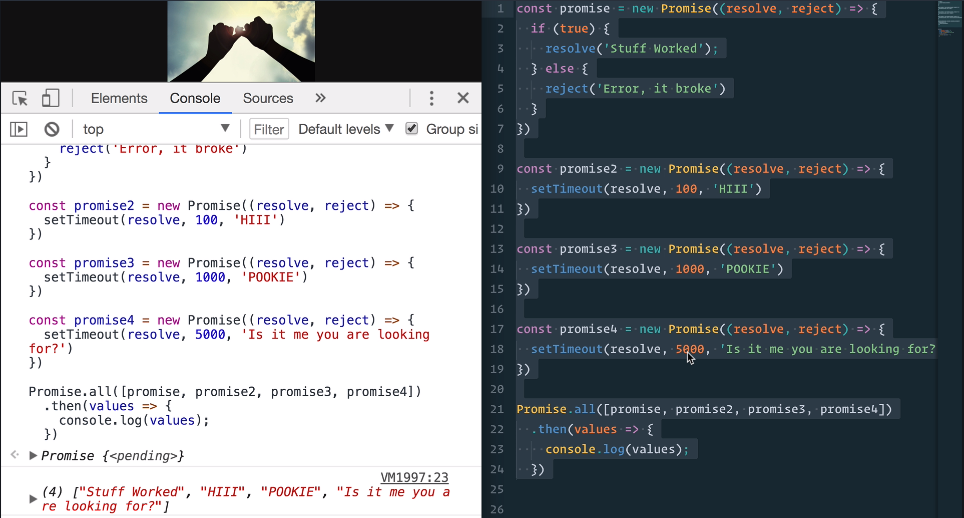 Elements Console Sources »
top Filter Default levels Group si
reject('Error, it broke')
}
})
const promise2 = new Promise((resolve, reject) => {
setTimeout(resolve, 100, 'HIII')
})
const promise3 = new Promise((resolve, reject) => {
setTimeout(resolve, 1000, 'POOKIE')
})
const promise4 = new Promise((resolve, reject) => {
setTimeout(resolve, 5000, 'Is it me you are looking
for?')
})
Promise.all([promise, promise2, promise3, promise4])
.then(values => {
console.log(values);
})
Promise {<pending>}
VM1997:23
(4) ["Stuff Worked", "HIII", "POOKIE", "Is it me you a
re looking for?"]
1 const promise = new Promise((resolve, reject) => {
2 if (true) {
3 resolve('Stuff Worked');
4 } else {
5 reject('Error, it broke')
6 }
7 })
8
9 const promise2 = new Promise((resolve, reject) => {
10 setTimeout(resolve, 100, 'HIII')
11 })
12
13 const promise3 = new Promise((resolve, reject) => {
14 setTimeout(resolve, 1000, 'POOKIE')
15 })
16
17 const promise4 = new Promise((resolve, reject) => {
18 setTimeout(resolve, 5000, 'Is it me you are looking for?
19 })
20
21 Promise.all([promise, promise2, promise3, promise4])
22 .then(values => {
23 console.log(values);
24 })
25
26